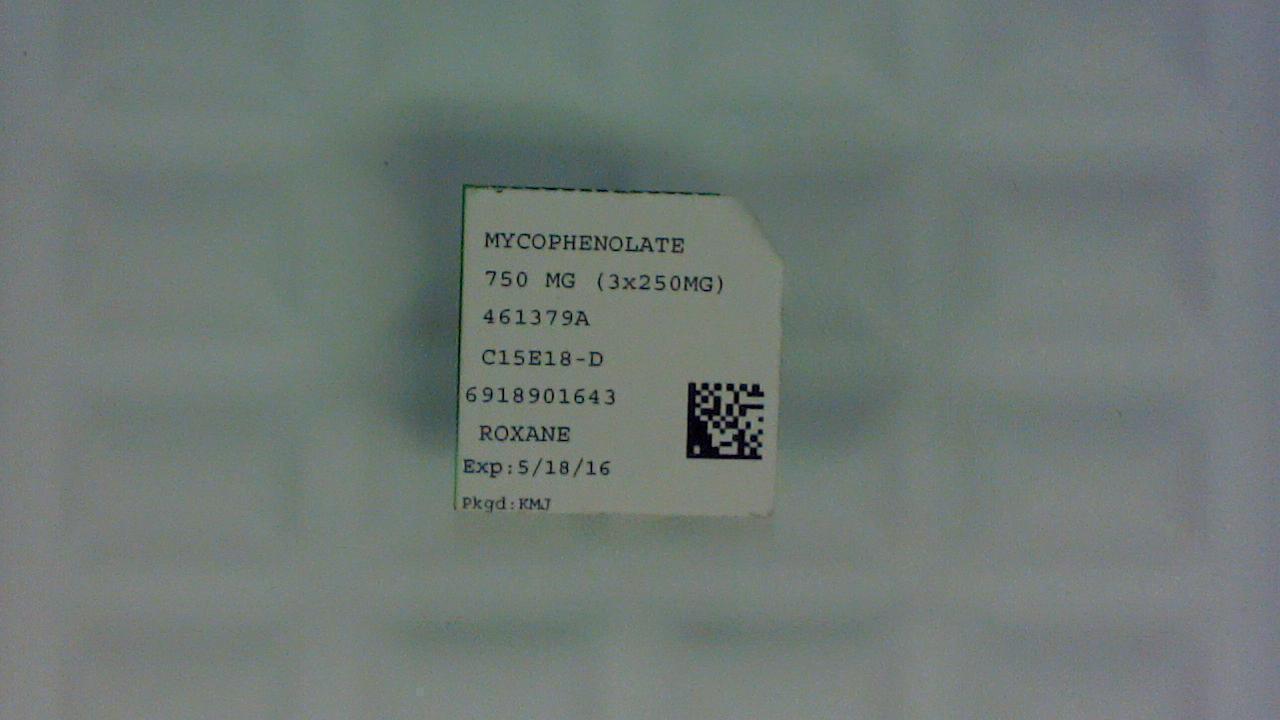 MYCOPHENOLATE
750 MG (3x250MG)
461379A
C15E18-D
6918901643
ROXANE
Exp:5/18/16
Pkgd:KMJ